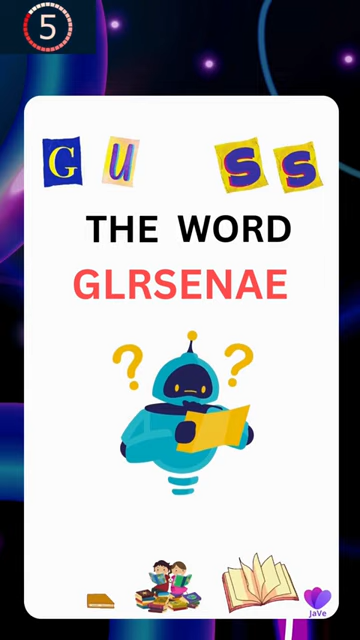 5
G U S S
THE WORD
GLRSENAE
? ?
JaVe